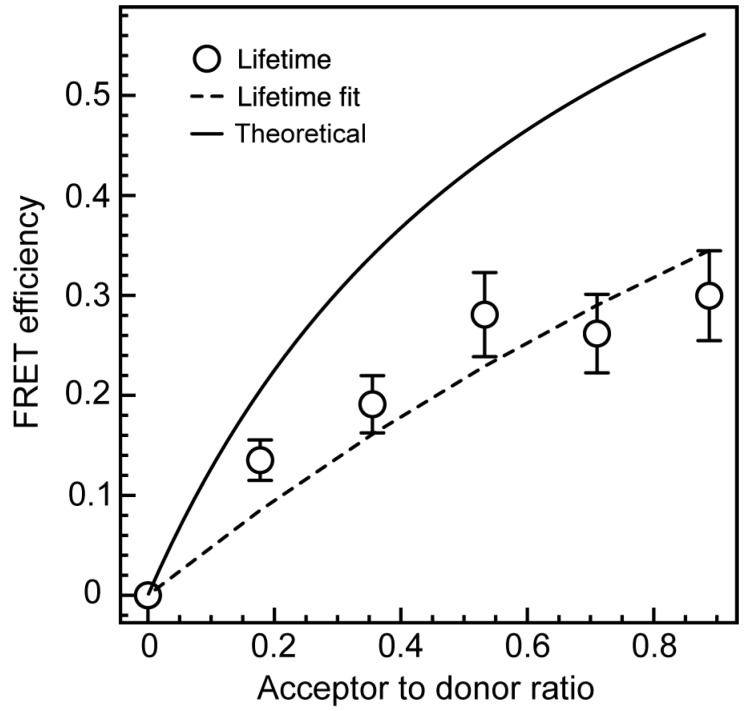 Lifetime
Lifetime fit
Theoretical
FRET efficiency
0.5
0.4
0.3
0.2
0.1
0
0 0.2 0.4 0.6 0.8
Acceptor to donor ratio